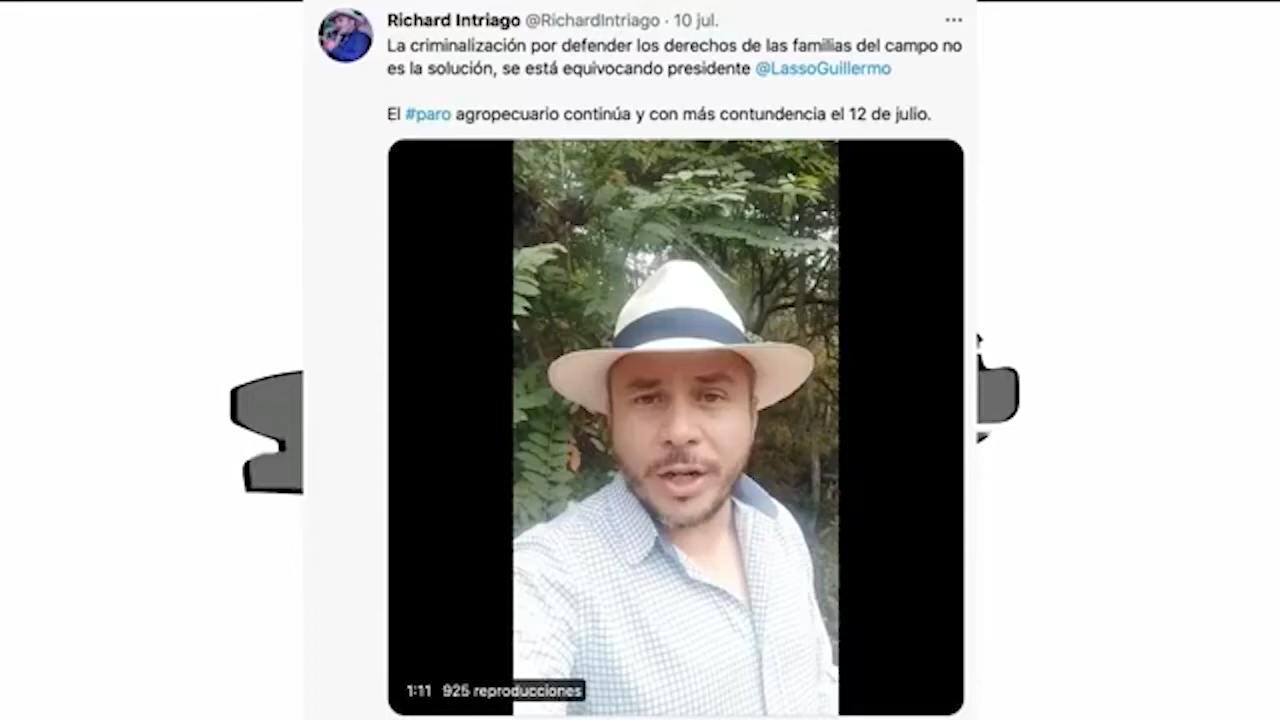 Richard Intriago @RichardIntriago · 10 jul.
La criminalización por defender los derechos de las familias del campo no
es la solución, se está equivocando presidente @LassoGuillermo
El #paro agropecuario continúa y con más contundencia el 12 de julio.
1:11 925 reproducciones